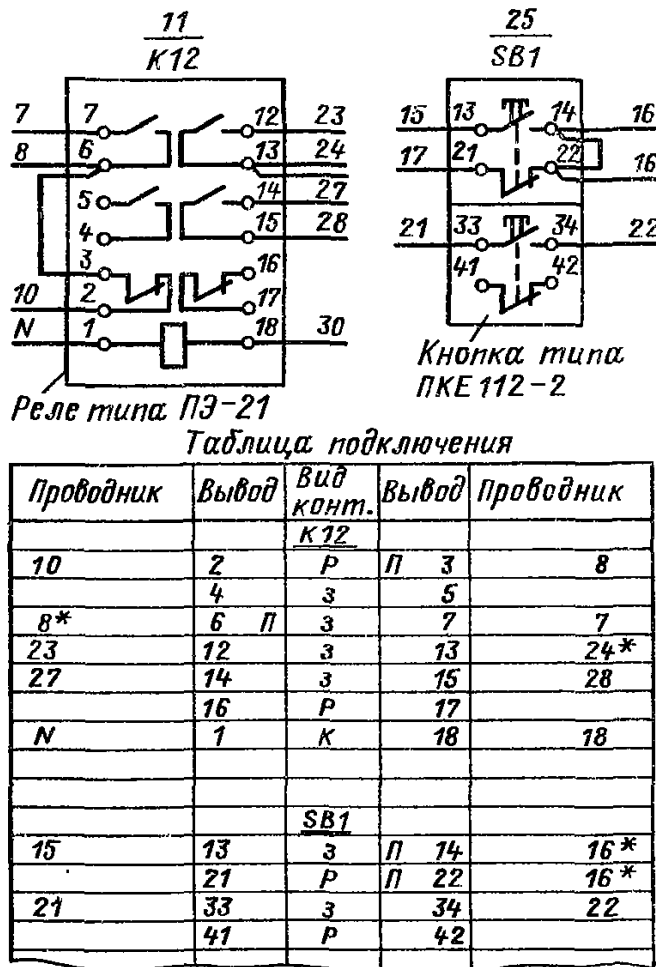 11
К12
7 7 12 23
8 6 13 24
5 14 27
4 15 28
3 16
10 2 17
N 1 18 30
Реле типа ПЭ-21
25
SB1
15 13 14 16
17 21 22 16
21 33 34 22
41 42
Кнопка типа
ПКЕ 112-2
Таблица подключения
Проводник Вывод Вид конт. Вывод Проводник
К12
10 2 Р П 3 8
4 з 5
8* 6 П з 7 7
23 12 з 13 24*
27 14 з 15 28
16 Р 17
N 1 К 18 18
SB1
15 13 з П 14 16*
21 Р П 22 16*
21 33 з 34 22
41 Р 42